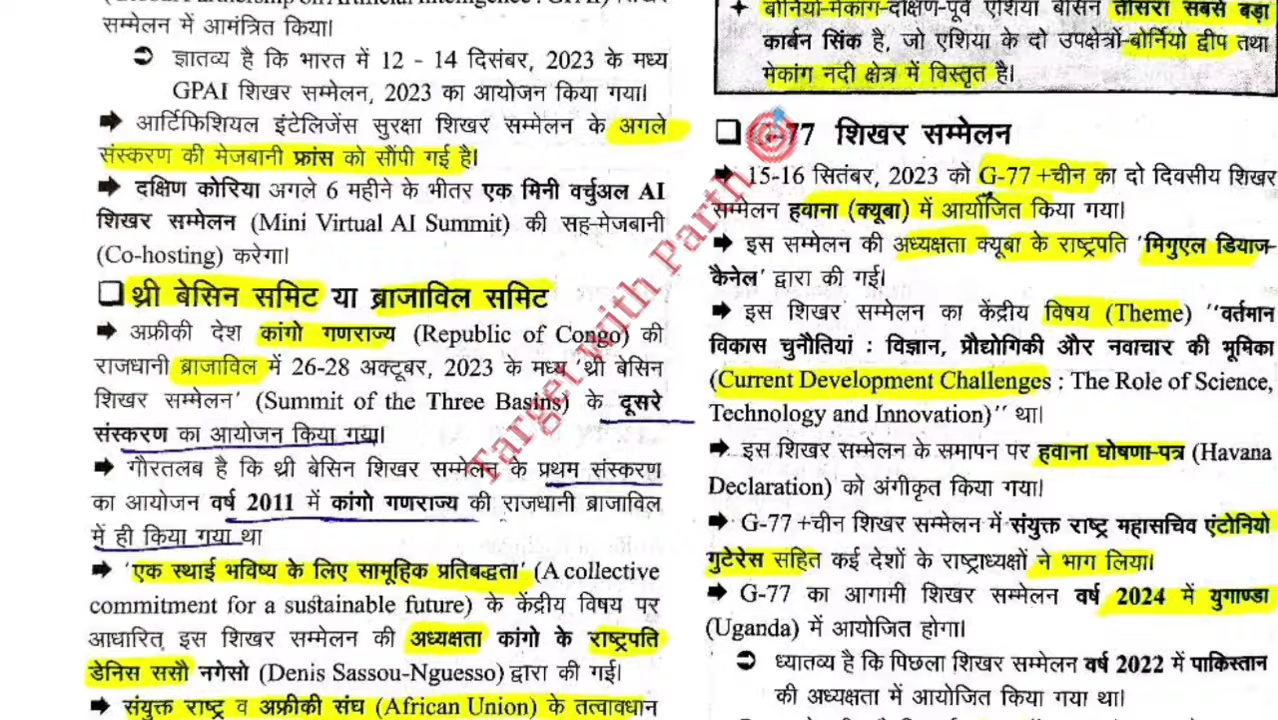 (Global Partnership on Artificial Intelligence : GPAI) शिखर
सम्मेलन में आमंत्रित किया।
ज्ञातव्य है कि भारत में 12 - 14 दिसंबर, 2023 के मध्य
GPAI शिखर सम्मेलन, 2023 का आयोजन किया गया।
आर्टिफिशियल इंटेलिजेंस सुरक्षा शिखर सम्मेलन के अगले
संस्करण की मेजबानी फ्रांस को सौंपी गई है।
दक्षिण कोरिया अगले 6 महीने के भीतर एक मिनी वर्चुअल AI
शिखर सम्मेलन (Mini Virtual AI Summit) की सह-मेजबानी
(Co-hosting) करेगा।
थ्री बेसिन समिट या ब्राजाविल समिट
अफ्रीकी देश कांगो गणराज्य (Republic of Congo) की
राजधानी ब्राजाविल में 26-28 अक्टूबर, 2023 के मध्य 'थ्री बेसिन
शिखर सम्मेलन' (Summit of the Three Basins) के दूसरे
संस्करण का आयोजन किया गया।
गौरतलब है कि थ्री बेसिन शिखर सम्मेलन के प्रथम संस्करण
का आयोजन वर्ष 2011 में कांगो गणराज्य की राजधानी ब्राजाविल
में ही किया गया था
'एक स्थाई भविष्य के लिए सामूहिक प्रतिबद्धता' (A collective
commitment for a sustainable future) के केंद्रीय विषय पर
आधारित, इस शिखर सम्मेलन की अध्यक्षता कांगो के राष्ट्रपति
डेनिस ससौ नगेसो (Denis Sassou-Nguesso) द्वारा की गई।
संयुक्त राष्ट्र व अफ्रीकी संघ (African Union) के तत्वावधान
बोर्नियो-मेकांग-दक्षिण-पूर्व एशिया बेसिन तीसरा सबसे बड़ा
कार्बन सिंक है, जो एशिया के दो उपक्षेत्रों-बोर्नियो द्वीप तथा
मेकांग नदी क्षेत्र में विस्तृत है।
G-77 शिखर सम्मेलन
15-16 सितंबर, 2023 को G-77 +चीन का दो दिवसीय शिखर
सम्मेलन हवाना (क्यूबा) में आयोजित किया गया।
इस सम्मेलन की अध्यक्षता क्यूबा के राष्ट्रपति 'मिगुएल डियाज-
कैनेल' द्वारा की गई।
इस शिखर सम्मेलन का केंद्रीय विषय (Theme) ''वर्तमान
विकास चुनौतियां : विज्ञान, प्रौद्योगिकी और नवाचार की भूमिका
(Current Development Challenges : The Role of Science,
Technology and Innovation)'' था।
इस शिखर सम्मेलन के समापन पर हवाना घोषणा-पत्र (Havana
Declaration) को अंगीकृत किया गया।
G-77 +चीन शिखर सम्मेलन में संयुक्त राष्ट्र महासचिव एंटोनियो
गुटेरेस सहित कई देशों के राष्ट्राध्यक्षों ने भाग लिया।
G-77 का आगामी शिखर सम्मेलन वर्ष 2024 में युगाण्डा
(Uganda) में आयोजित होगा।
ध्यातव्य है कि पिछला शिखर सम्मेलन वर्ष 2022 में पाकिस्तान
की अध्यक्षता में आयोजित किया गया था।
Target with Parth